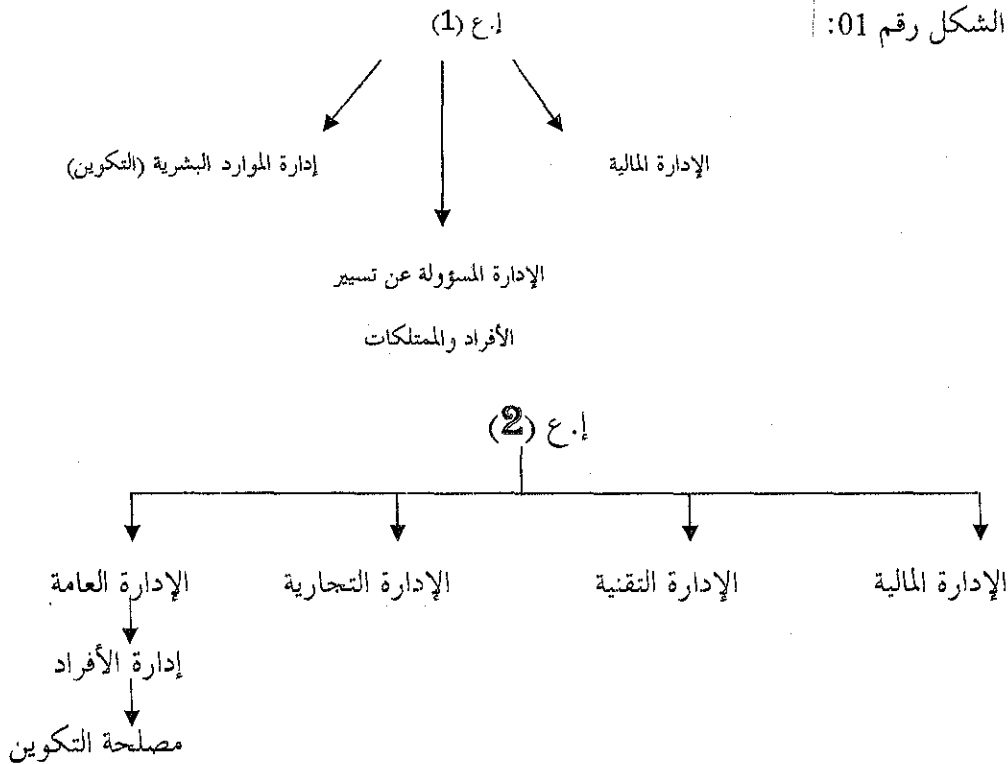 الشكل رقم 01:
إ.ع (1)
الإدارة المالية
إدارة الموارد البشرية (التكوين)
الإدارة المسؤولة عن تسيير
الأفراد والممتلكات
إ.ع (2)
الإدارة المالية
الإدارة التقنية
الإدارة التجارية
الإدارة العامة
إدارة الأفراد
مصلحة التكوين